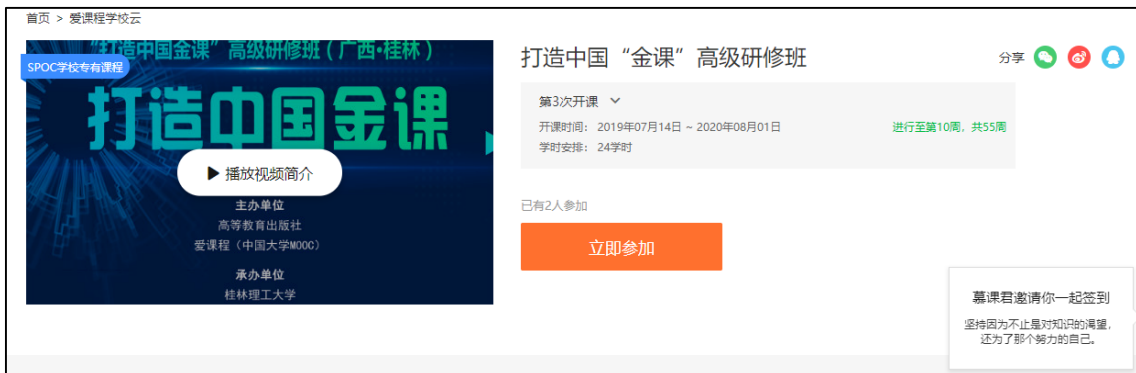 首页 > 爱课程学校云
“打造中国金课”高级研修班（广西•桂林）
SPOC学校专有课程
打造中国金课
播放视频简介
主办单位
高等教育出版社
爱课程（中国大学MOOC）
承办单位
桂林理工大学
打造中国“金课”高级研修班
分享
第3次开课
开课时间： 2019年07月14日 ~ 2020年08月01日
进行至第10周，共55周
学时安排： 24学时
已有2人参加
立即参加
慕课君邀请你一起签到
坚持因为不止是对知识的渴望，
还为了那个努力的自己。